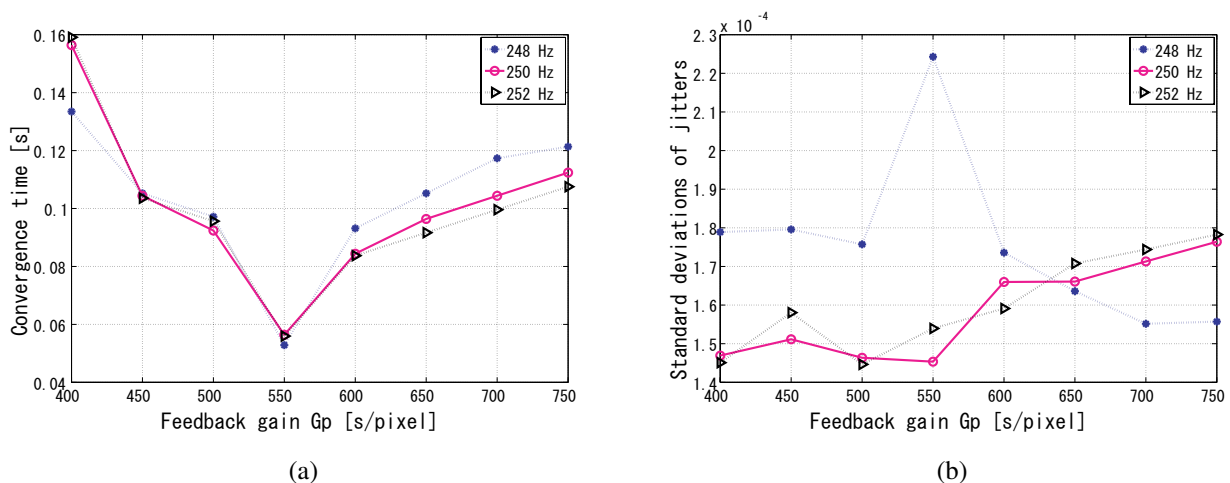 0.16
0.14
0.12
0.1
0.08
0.06
0.04
Convergence time [s]
400 450 500 550 600 650 700 750
Feedback gain Gp [s/pixel]
248 Hz
250 Hz
252 Hz
(a)
x 10 -4
2.3
2.2
2.1
2
1.9
1.8
1.7
1.6
1.5
1.4
Standard deviations of jitters
400 450 500 550 600 650 700 750
Feedback gain Gp [s/pixel]
248 Hz
250 Hz
252 Hz
(b)